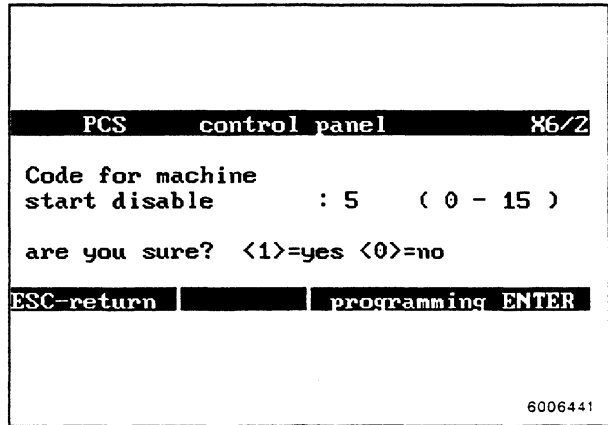 PCS control panel X6/2
Code for machine
start disable : 5 ( 0 - 15 )
are you sure? <1>=yes <0>=no
ESC-return programming ENTER
6006441